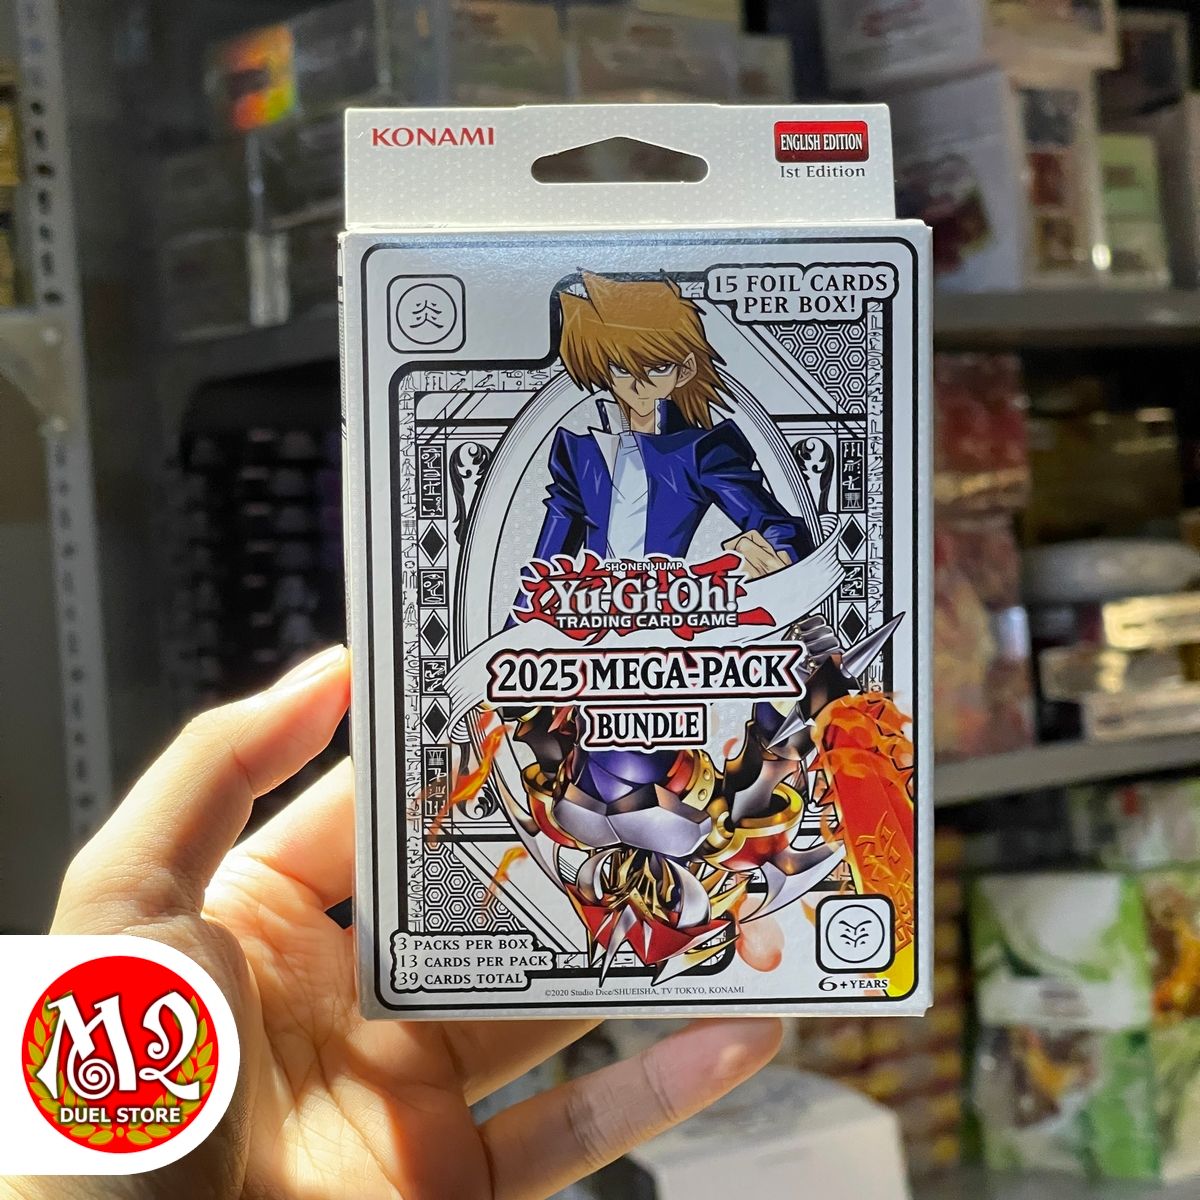 KONAMI
ENGLISH EDITION
1st Edition
15 FOIL CARDS
PER BOX!
炎
SHONEN JUMP
Yu-Gi-Oh!
TRADING CARD GAME
2025 MEGA-PACK
BUNDLE
3 PACKS PER BOX
13 CARDS PER PACK
39 CARDS TOTAL
6+ YEARS
©2020 Studio Dice/SHUEISHA, TV TOKYO, KONAMI
M2
DUEL STORE